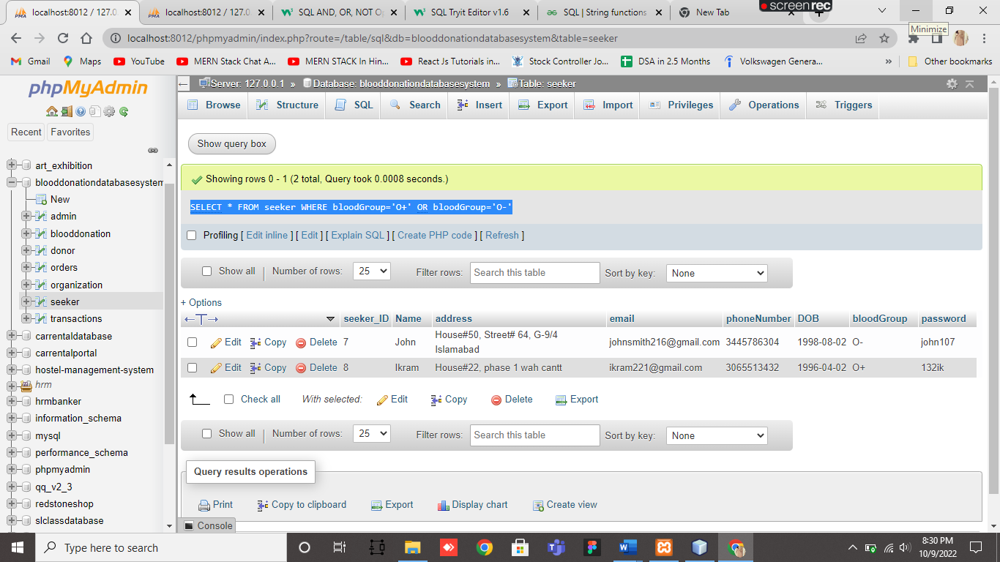 localhost:8012 / 127.0. localhost:8012 / 127.0. SQL AND, OR, NOT Op SQL Tryit Editor v1.6 SQL | String functions New Tab screenrec
localhost:8012/phpmyadmin/index.php?route=/table/sql&db=blooddonationdatabasesystem&table=seeker
Minimize
Gmail Maps YouTube MERN Stack Chat A... MERN STACK In Hin... React Js Tutorials in... Stock Controller Jo... DSA in 2.5 Months Volkswagen Genera... » Other bookmarks
phpMyAdmin
Recent Favorites
art_exhibition
blooddonationdatabasesystem
New
admin
blooddonation
donor
orders
organization
seeker
transactions
carrentaldatabase
carrentalportal
hostel-management-system
hrm
hrmbanker
information_schema
mysql
performance_schema
phpmyadmin
qq_v2_3
redstoneshop
slclassdatabase
Server: 127.0.0.1 » Database: blooddonationdatabasesystem » Table: seeker
Browse Structure SQL Search Insert Export Import Privileges Operations Triggers
Show query box
Showing rows 0 - 1 (2 total, Query took 0.0008 seconds.)
SELECT * FROM seeker WHERE bloodGroup='O+' OR bloodGroup='O-'
Profiling [ Edit inline ] [ Edit ] [ Explain SQL ] [ Create PHP code ] [ Refresh ]
Show all | Number of rows: 25 Filter rows: Search this table Sort by key: None
+ Options
seeker_ID Name address email phoneNumber DOB bloodGroup password
Edit Copy Delete 7 John House#50, Street# 64, G-9/4 Islamabad johnsmith216@gmail.com 3445786304 1998-08-02 O- john107
Edit Copy Delete 8 Ikram House#22, phase 1 wah cantt ikram221@gmail.com 3065513432 1996-04-02 O+ 132ik
Check all With selected: Edit Copy Delete Export
Show all | Number of rows: 25 Filter rows: Search this table Sort by key: None
Query results operations
Print Copy to clipboard Export Display chart Create view
Console
Type here to search
8:30 PM
10/9/2022